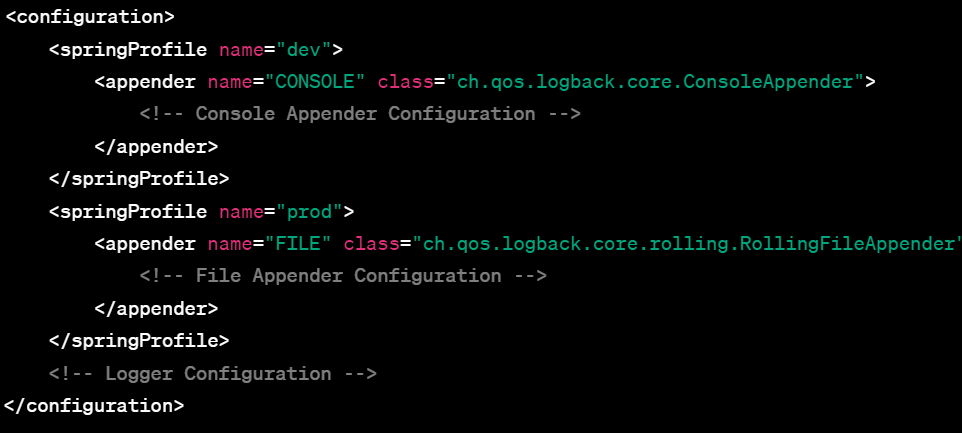 <configuration>
<springProfile name="dev">
<appender name="CONSOLE" class="ch.qos.logback.core.ConsoleAppender">
<!-- Console Appender Configuration -->
</appender>
</springProfile>
<springProfile name="prod">
<appender name="FILE" class="ch.qos.logback.core.rolling.RollingFileAppender"
<!-- File Appender Configuration -->
</appender>
</springProfile>
<!-- Logger Configuration -->
</configuration>